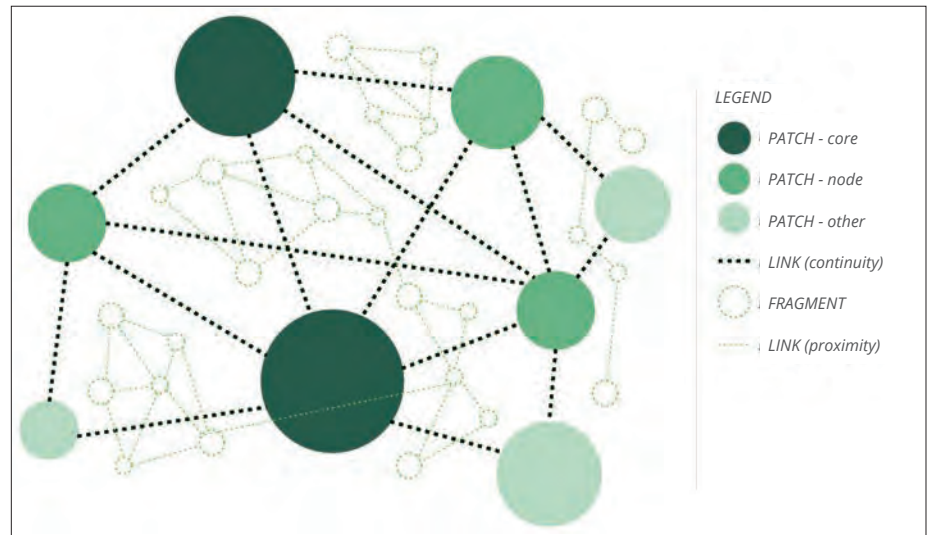 LEGEND
PATCH - core
PATCH - node
PATCH - other
LINK (continuity)
FRAGMENT
LINK (proximity)